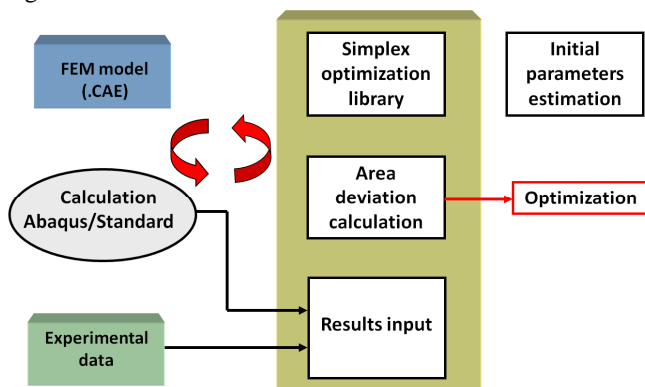 FEM model
(.CAE)
Simplex
optimization
library
Initial
parameters
estimation
Calculation
Abaqus/Standard
Area
deviation
calculation
Optimization
Results input
Experimental
data